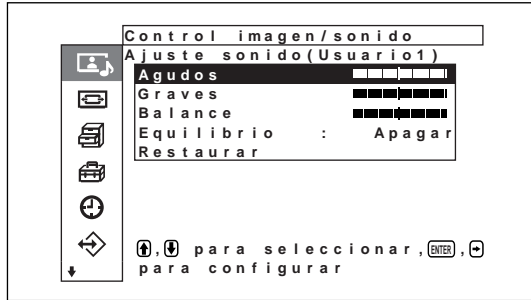 Control imagen/sonido
Ajuste sonido(Usuario1)
Agudos
Graves
Balance
Equilibrio : Apagar
Restaurar
, para seleccionar, ENTER ,
para configurar